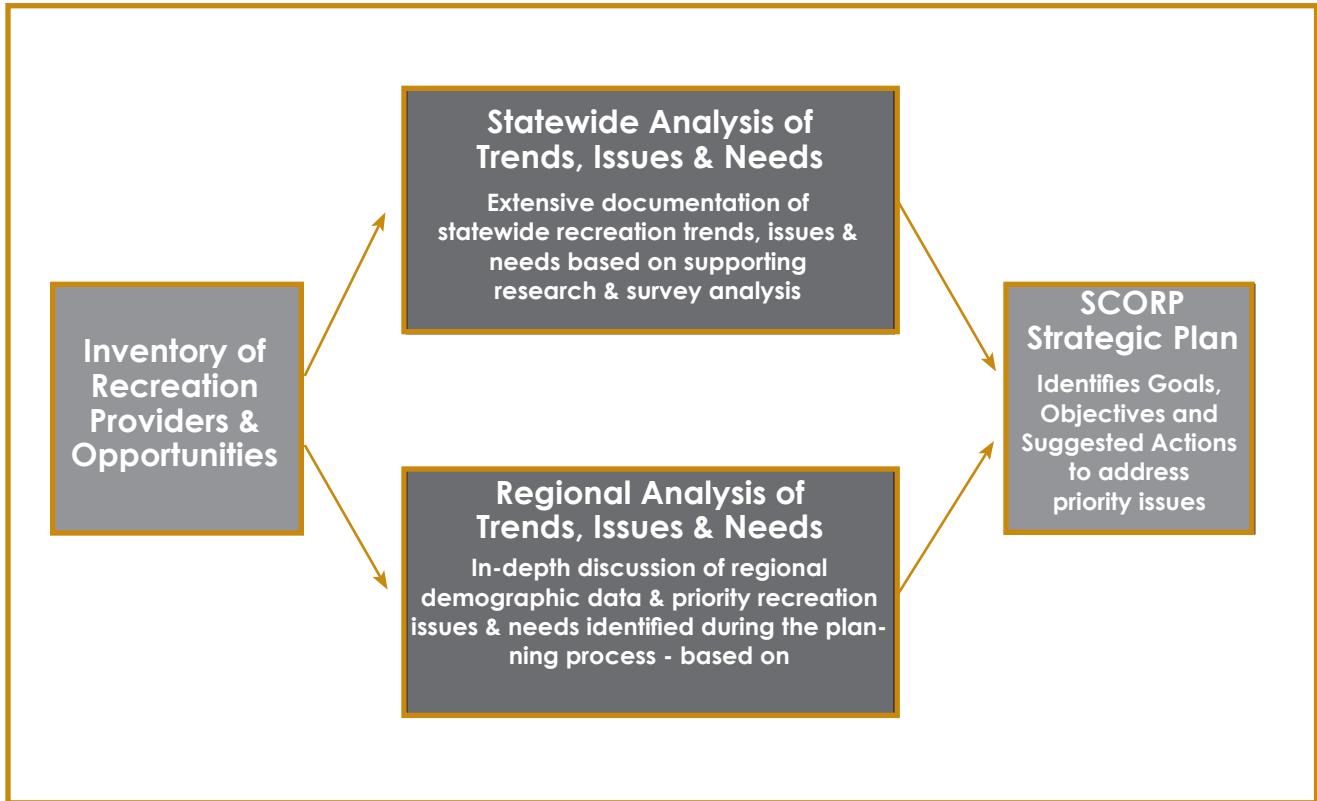 Statewide Analysis of
Trends, Issues & Needs
Extensive documentation of
statewide recreation trends, issues &
needs based on supporting
research & survey analysis
Inventory of
Recreation
Providers &
Opportunities
SCORP
Strategic Plan
Identifies Goals,
Objectives and
Suggested Actions
to address
priority issues
Regional Analysis of
Trends, Issues & Needs
In-depth discussion of regional
demographic data & priority recreation
issues & needs identified during the plan-
ning process - based on